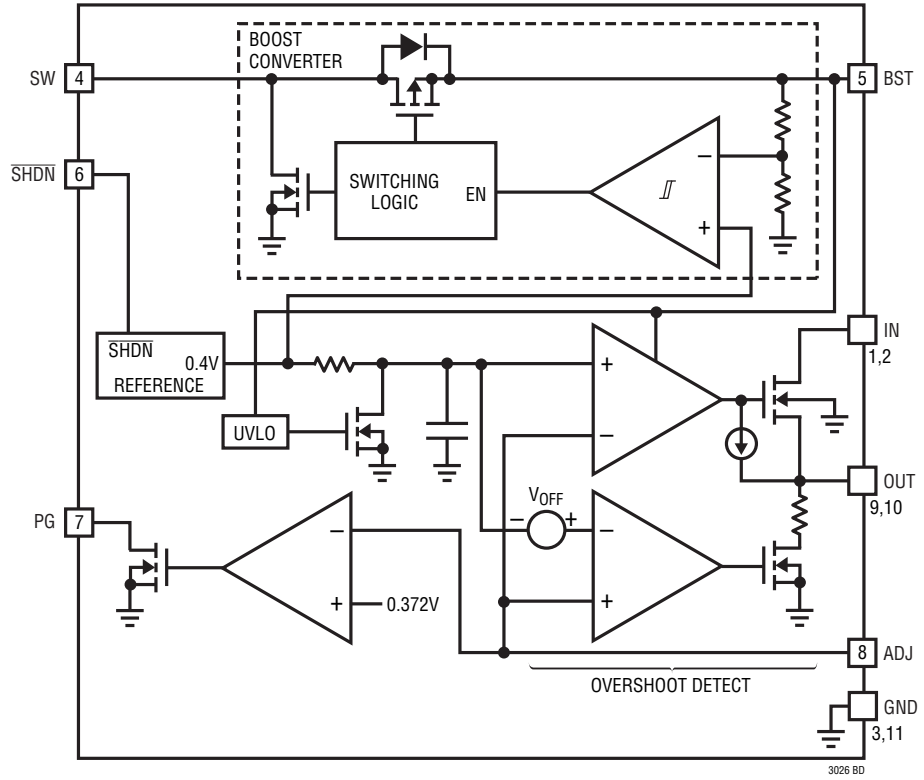 BOOST
CONVERTER
SW 4
5 BST
SHDN 6
SWITCHING
LOGIC
EN
−
+
IN
1,2
SHDN
0.4V
REFERENCE
+
−
UVLO
OUT
9,10
PG 7
VOFF
− +
−
+
−
+ 0.372V
8 ADJ
OVERSHOOT DETECT
GND
3,11
3026 BD